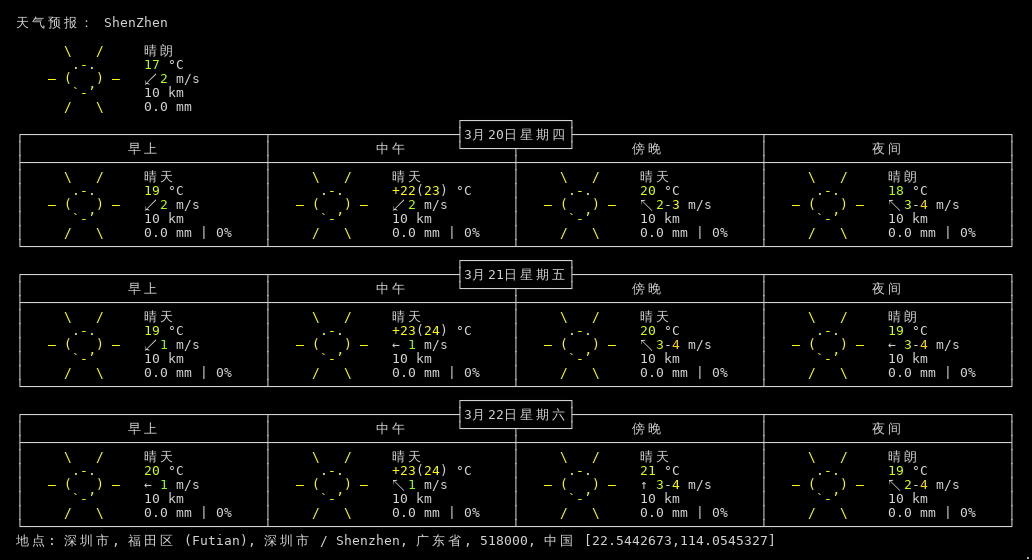 天气预报: ShenZhen
晴朗
17 °C
↙ 2 m/s
10 km
0.0 mm
3月20日星期四
早上 中午 傍晚 夜间
晴天 晴天 晴天 晴朗
19 °C +22(23) °C 20 °C 18 °C
↙ 2 m/s ↙ 2 m/s ↖ 2-3 m/s ↖ 3-4 m/s
10 km 10 km 10 km 10 km
0.0 mm | 0% 0.0 mm | 0% 0.0 mm | 0% 0.0 mm | 0%
3月21日星期五
早上 中午 傍晚 夜间
晴天 晴天 晴天 晴朗
19 °C +23(24) °C 20 °C 19 °C
↙ 1 m/s ← 1 m/s ↖ 3-4 m/s ← 3-4 m/s
10 km 10 km 10 km 10 km
0.0 mm | 0% 0.0 mm | 0% 0.0 mm | 0% 0.0 mm | 0%
3月22日星期六
早上 中午 傍晚 夜间
晴天 晴天 晴天 晴朗
20 °C +23(24) °C 21 °C 19 °C
← 1 m/s ↖ 1 m/s ↑ 3-4 m/s ↖ 2-4 m/s
10 km 10 km 10 km 10 km
0.0 mm | 0% 0.0 mm | 0% 0.0 mm | 0% 0.0 mm | 0%
地点: 深圳市, 福田区 (Futian), 深圳市 / Shenzhen, 广东省, 518000, 中国 [22.5442673,114.0545327]